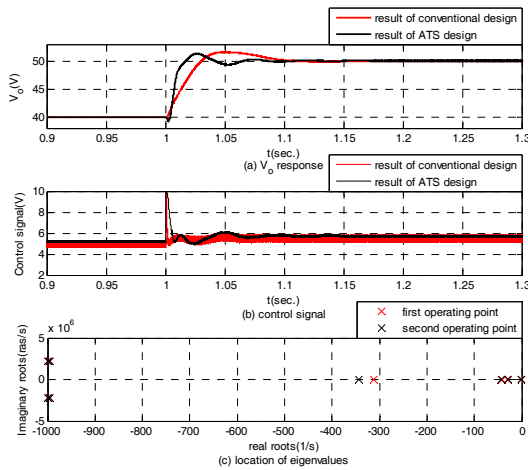 result of conventional design
result of ATS design
V_o(V)
50
45
40
0.9
0.95
1
1.05
1.1
1.15
1.2
1.25
1.3
t(sec.)
(a) V_o response
result of conventional design
result of ATS design
Control signal(V)
10
8
6
4
2
0.9
0.95
1
1.05
1.1
1.15
1.2
1.25
1.3
t(sec.)
(b) control signal
first operating point
second operating point
Imaginary roots(ras/s)
x 10^6
5
0
-5
-1000
-900
-800
-700
-600
-500
-400
-300
-200
-100
0
real roots(1/s)
(c) location of eigenvalues